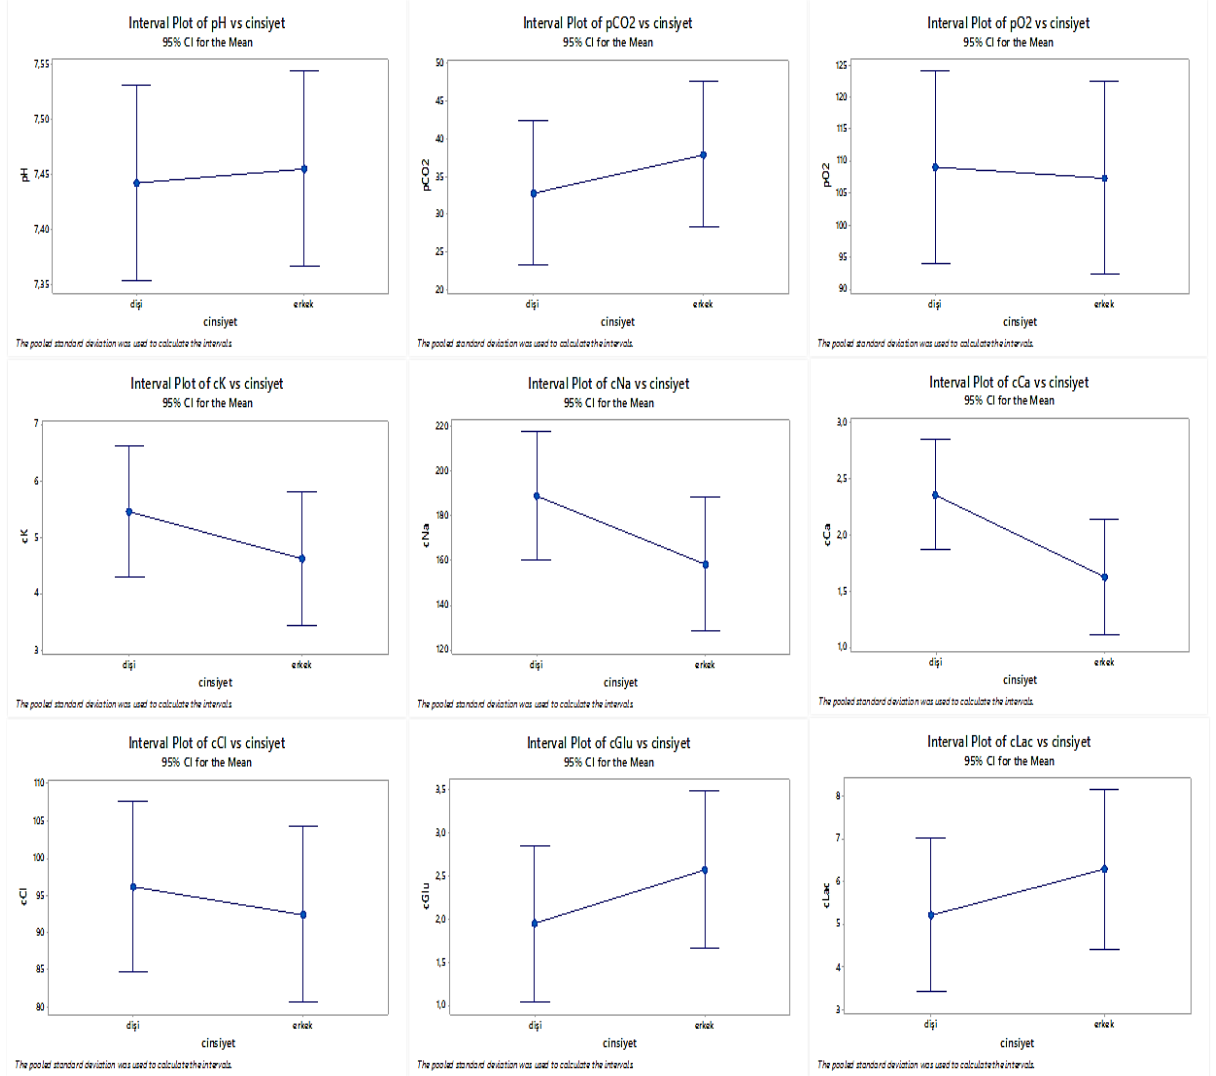 Interval Plot of pH vs cinsiyet
95% CI for the Mean
7,55
7,50
7,45
7,40
7,35
pH
dişi
erkek
cinsiyet
The pooled standard deviation was used to calculate the intervals.
Interval Plot of pCO2 vs cinsiyet
95% CI for the Mean
50
45
40
35
30
25
20
pCO2
dişi
erkek
cinsiyet
The pooled standard deviation was used to calculate the intervals.
Interval Plot of pO2 vs cinsiyet
95% CI for the Mean
125
120
115
110
105
100
95
90
pO2
dişi
erkek
cinsiyet
The pooled standard deviation was used to calculate the intervals.
Interval Plot of cK vs cinsiyet
95% CI for the Mean
7
6
5
4
3
cK
dişi
erkek
cinsiyet
The pooled standard deviation was used to calculate the intervals.
Interval Plot of cNa vs cinsiyet
95% CI for the Mean
220
200
180
160
140
120
cNa
dişi
erkek
cinsiyet
The pooled standard deviation was used to calculate the intervals
Interval Plot of cCa vs cinsiyet
95% CI for the Mean
3,0
2,5
2,0
1,5
1,0
cCa
dişi
erkek
cinsiyet
The pooled standard deviation was used to calculate the intervals.
Interval Plot of cCl vs cinsiyet
95% CI for the Mean
110
105
100
95
90
85
80
cCl
dişi
erkek
cinsiyet
The pooled standard deviation was used to calculate the intervals.
Interval Plot of cGlu vs cinsiyet
95% CI for the Mean
3,5
3,0
2,5
2,0
1,5
1,0
cGlu
dişi
erkek
cinsiyet
The pooled standard deviation was used to calculate the intervals
Interval Plot of cLac vs cinsiyet
95% CI for the Mean
8
7
6
5
4
3
cLac
dişi
erkek
cinsiyet
The pooled standard deviation was used to calculate the intervals.